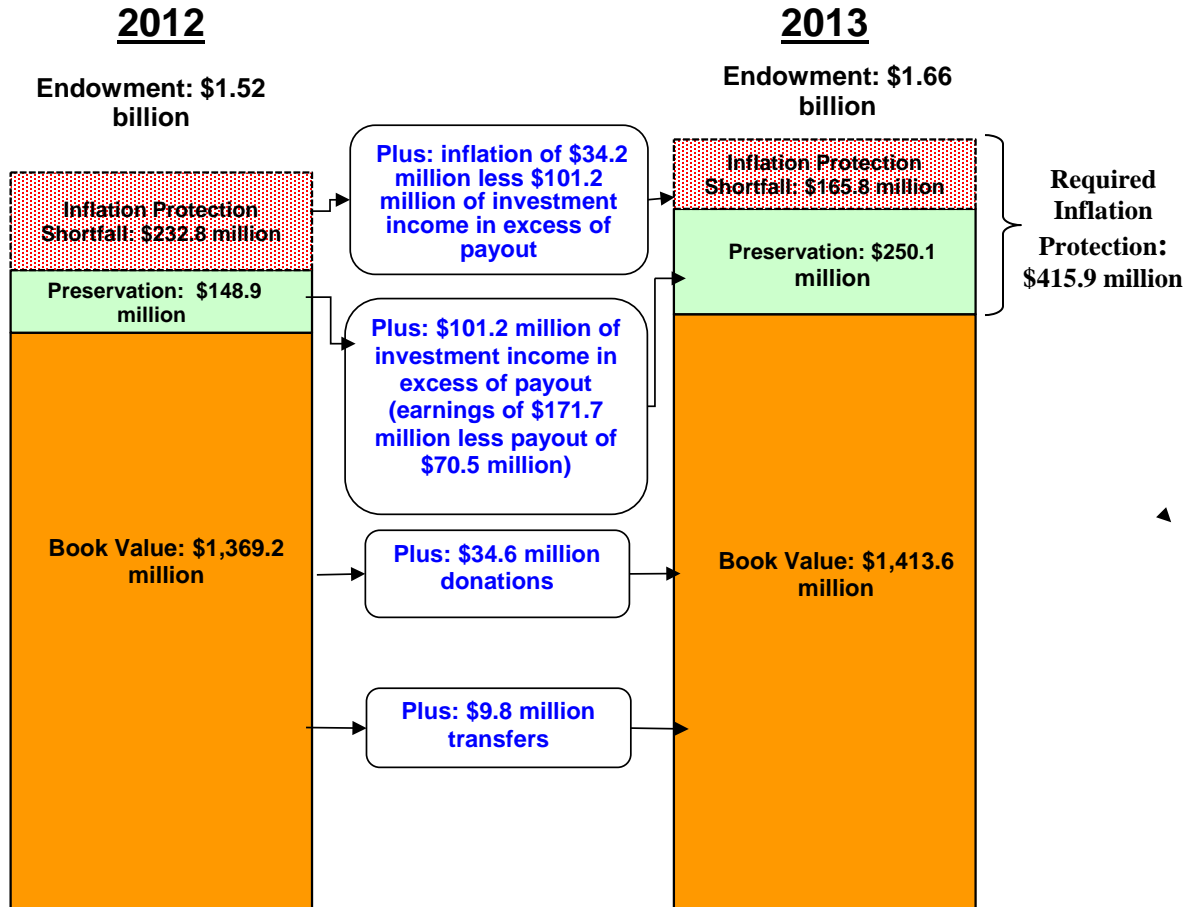 2012
Endowment: $1.52
billion
Inflation Protection
Shortfall: $232.8 million
Preservation: $148.9
million
Book Value: $1,369.2
million
Plus: inflation of $34.2
million less $101.2
million of investment
income in excess of
payout
Plus: $101.2 million of
investment income in
excess of payout
(earnings of $171.7
million less payout of
$70.5 million)
Plus: $34.6 million
donations
Plus: $9.8 million
transfers
2013
Endowment: $1.66
billion
Inflation Protection
Shortfall: $165.8 million
Preservation: $250.1
million
Book Value: $1,413.6
million
Required
Inflation
Protection:
$415.9 million